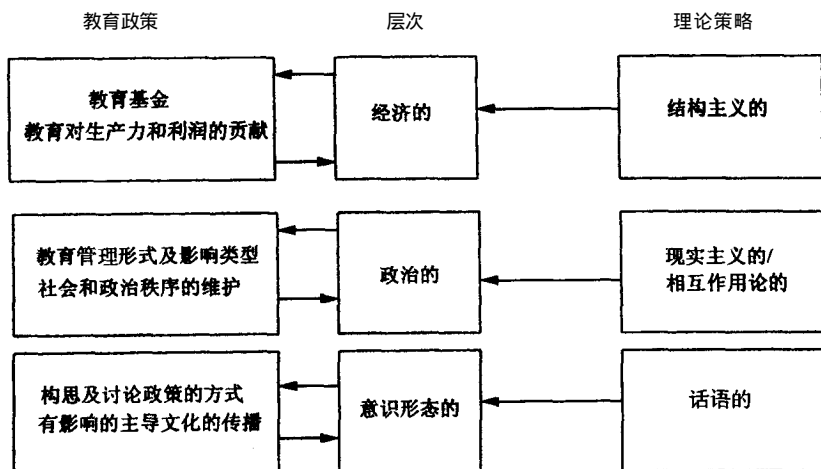 教育政策
层次
理论策略
教育基金
教育对生产力和利润的贡献
经济的
结构主义的
教育管理形式及影响类型
社会和政治秩序的维护
政治的
现实主义的/
相互作用论的
构思及讨论政策的方式
有影响的主导文化的传播
意识形态的
话语的